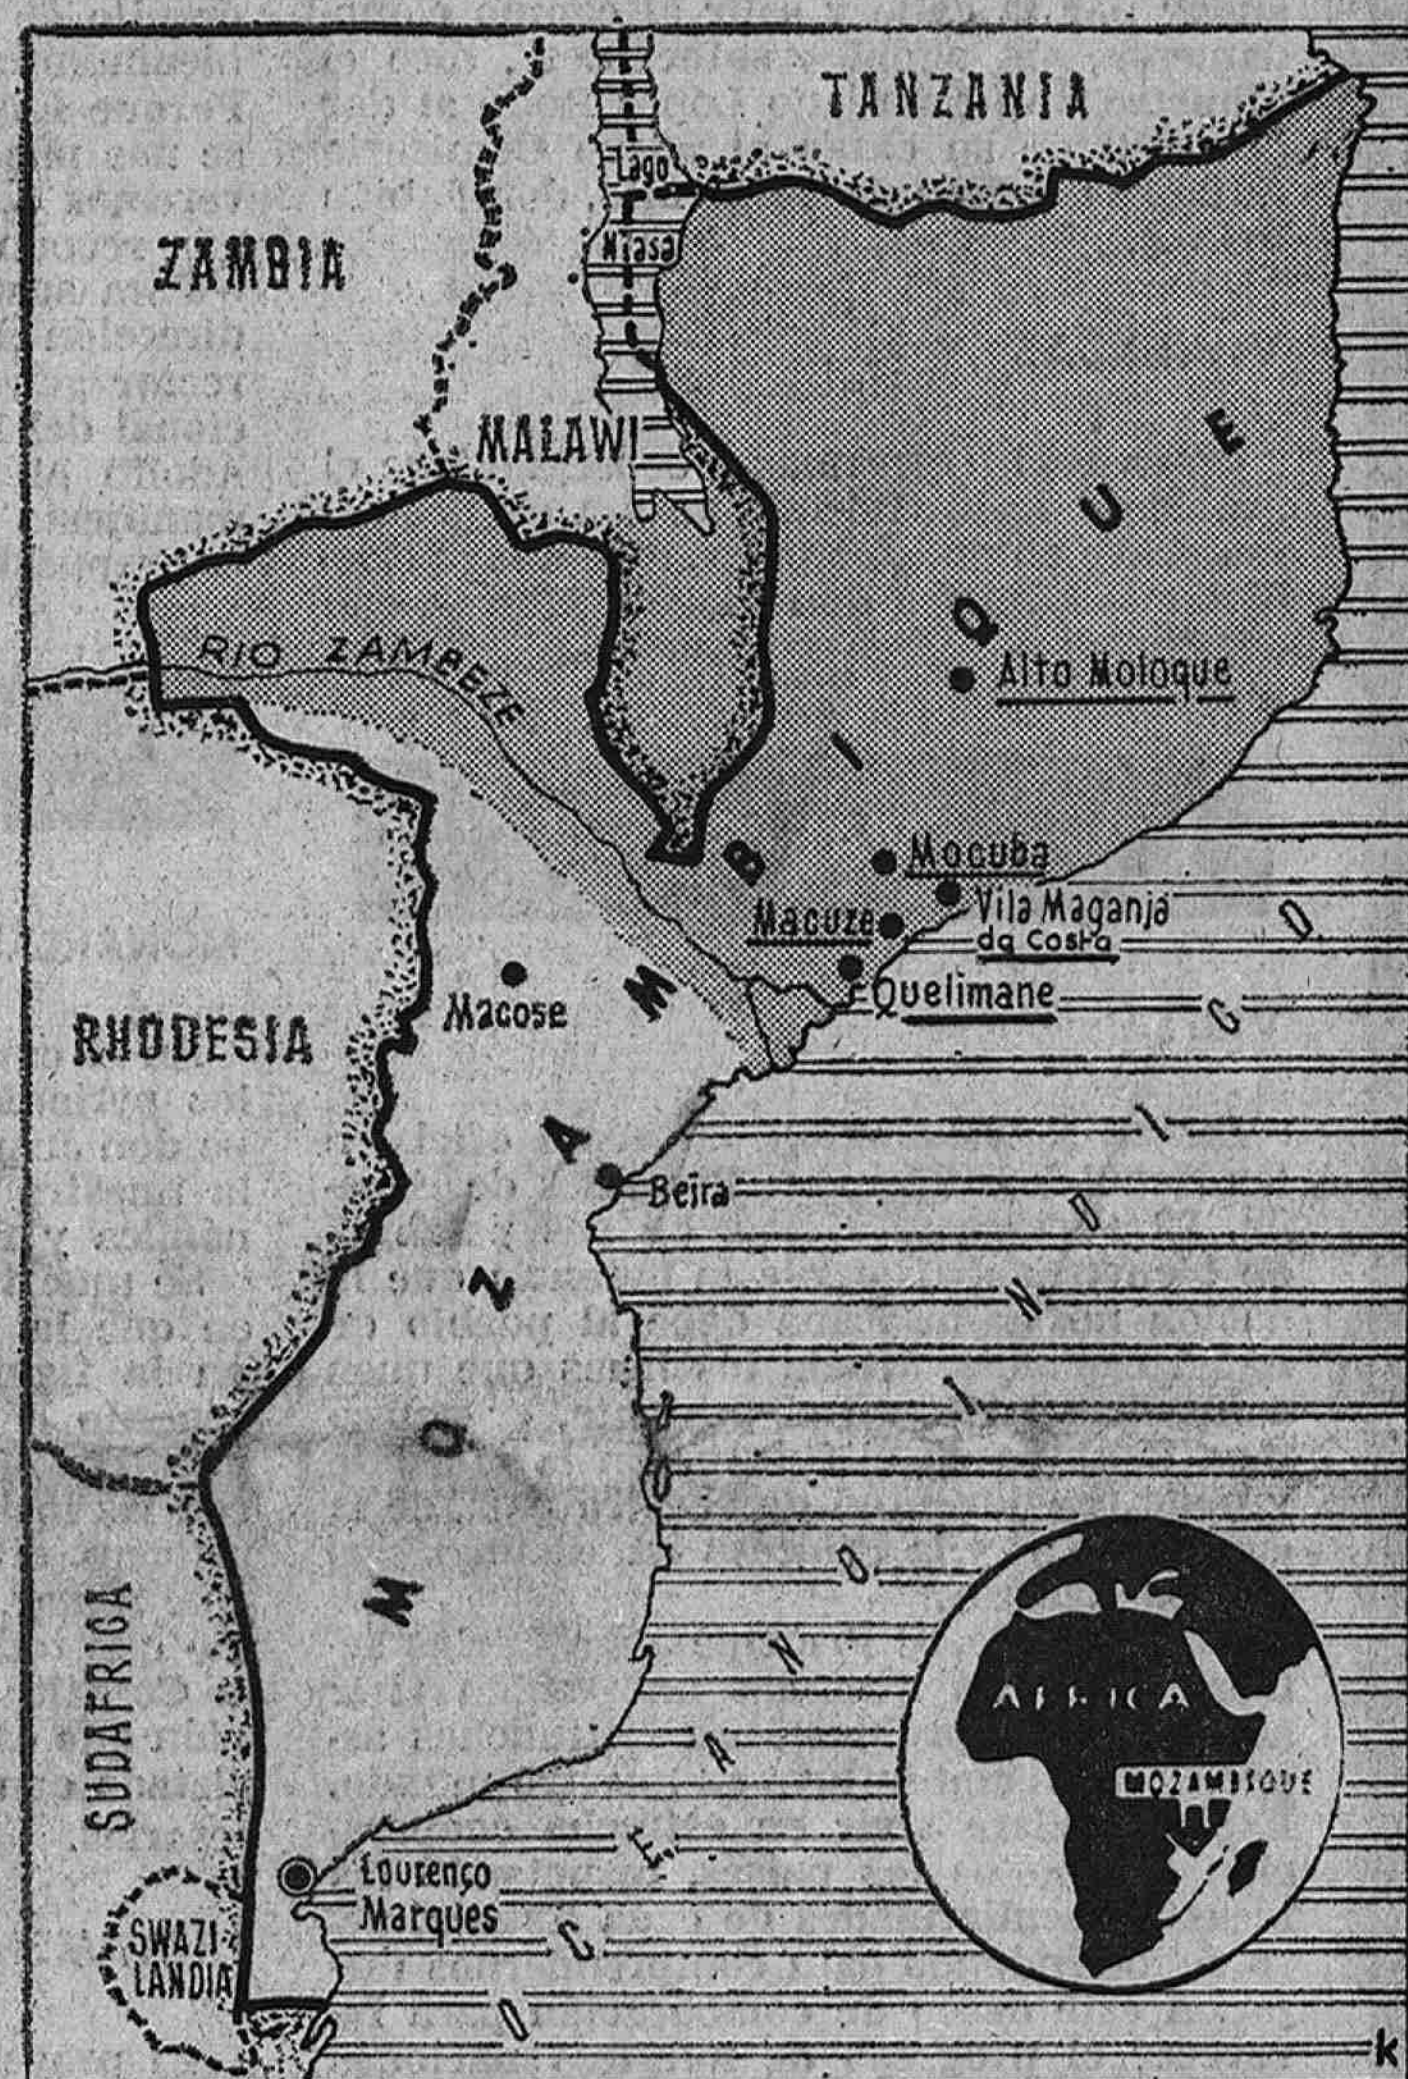 TANZANIA
Lago
Niasa
ZAMBIA
MALAWI
RIO ZAMBEZE
Alto Moloque
Mocuba
Vila Maganja
da Costa
Macuze
Quelimane
Macose
RHODESIA
Beira
MOZAMBIQUE
OCEANO INDICO
SUDAFRICA
AFRICA
MOZAMBIQUE
Lourenço
Marques
SWAZI-
LANDIA
k